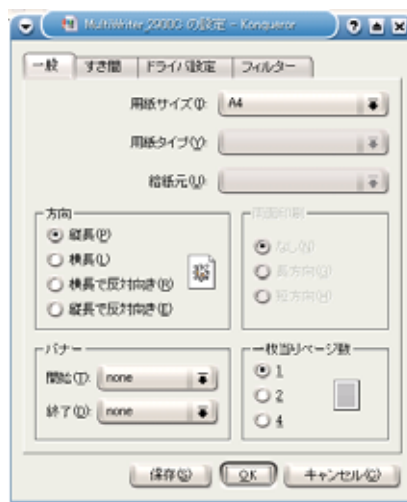 MultiWriter_2900C の設定 - Konqueror
一般 すき間 ドライバ設定 フィルター
用紙サイズ(I): A4
用紙タイプ(Y):
給紙元(U):
方向
縦長(P)
横長(L)
横長で反対向き(R)
縦長で反対向き(E)
両面印刷
なし(N)
長方向(G)
短方向(H)
バナー
開始(T): none
終了(D): none
一枚当りページ数
1
2
4
保存(S) OK キャンセル(C)